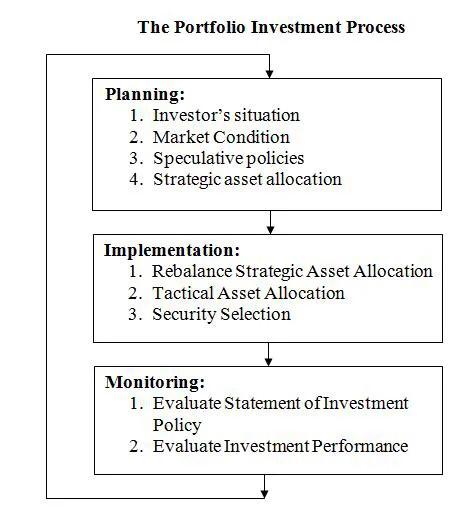 The Portfolio Investment Process
Planning:
1. Investor’s situation
2. Market Condition
3. Speculative policies
4. Strategic asset allocation
Implementation:
1. Rebalance Strategic Asset Allocation
2. Tactical Asset Allocation
3. Security Selection
Monitoring:
1. Evaluate Statement of Investment
Policy
2. Evaluate Investment Performance